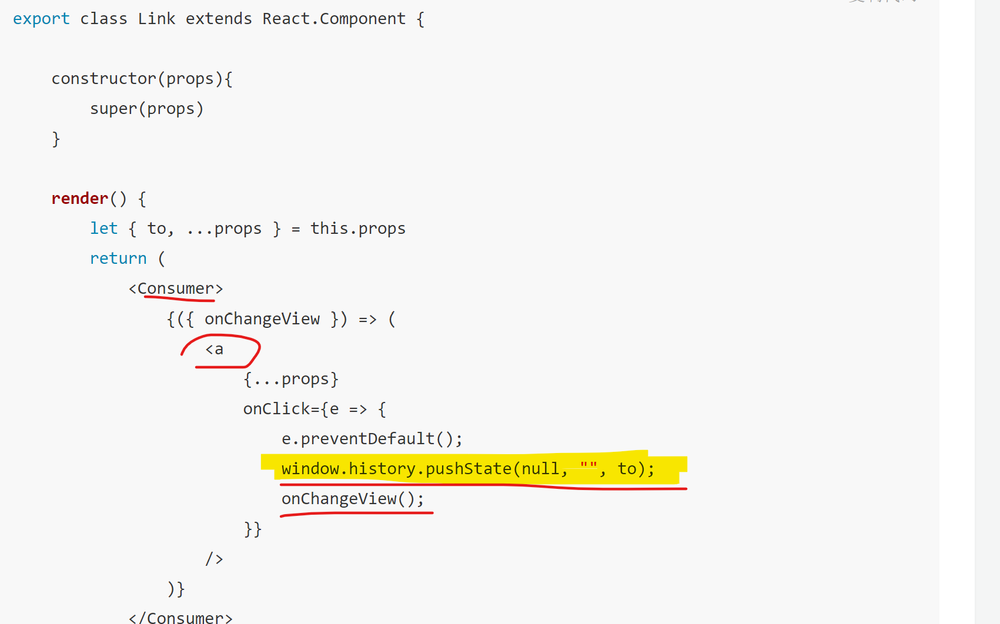 export class Link extends React.Component {
constructor(props){
super(props)
}
render() {
let { to, ...props } = this.props
return (
<Consumer>
{({ onChangeView }) => (
<a
{...props}
onClick={e => {
e.preventDefault();
window.history.pushState(null, "", to);
onChangeView();
}}
/>
)}
</Consumer>